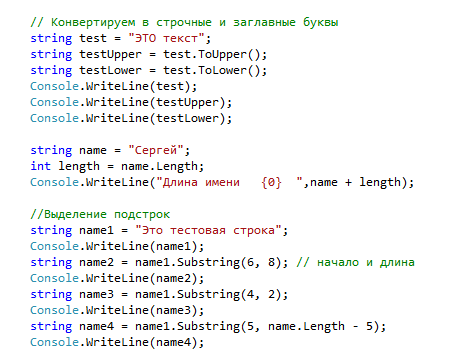 // Конвертируем в строчные и заглавные буквы
string test = "ЭТО текст";
string testUpper = test.ToUpper();
string testLower = test.ToLower();
Console.WriteLine(test);
Console.WriteLine(testUpper);
Console.WriteLine(testLower);

string name = "Сергей";
int length = name.Length;
Console.WriteLine("Длина имени   {0}  ",name + length);

//Выделение подстрок
string name1 = "Это тестовая строка";
Console.WriteLine(name1);
string name2 = name1.Substring(6, 8); // начало и длина
Console.WriteLine(name2);
string name3 = name1.Substring(4, 2);
Console.WriteLine(name3);
string name4 = name1.Substring(5, name.Length - 5);
Console.WriteLine(name4);